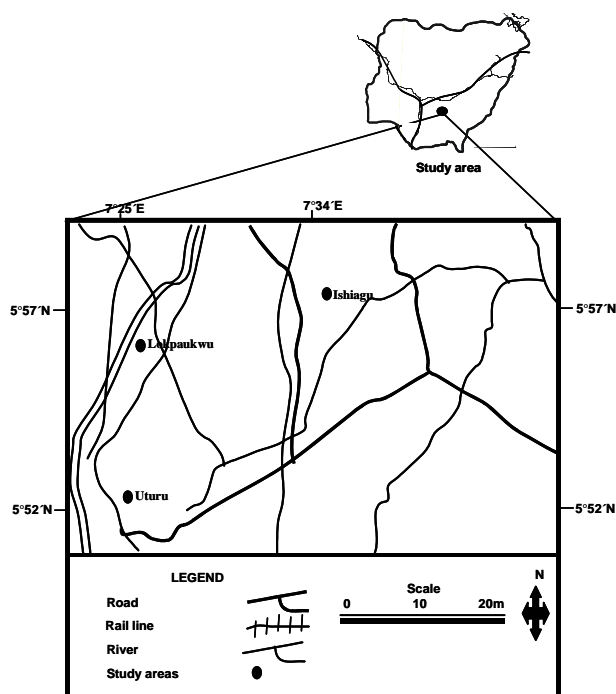 Study area
7°25´E
7°34´E
5°57´N
5°57´N
Ishiagu
Lokpaukwu
Uturu
5°52´N
5°52´N
LEGEND
Road
Rail line
River
Study areas
Scale
0 10 20m
N